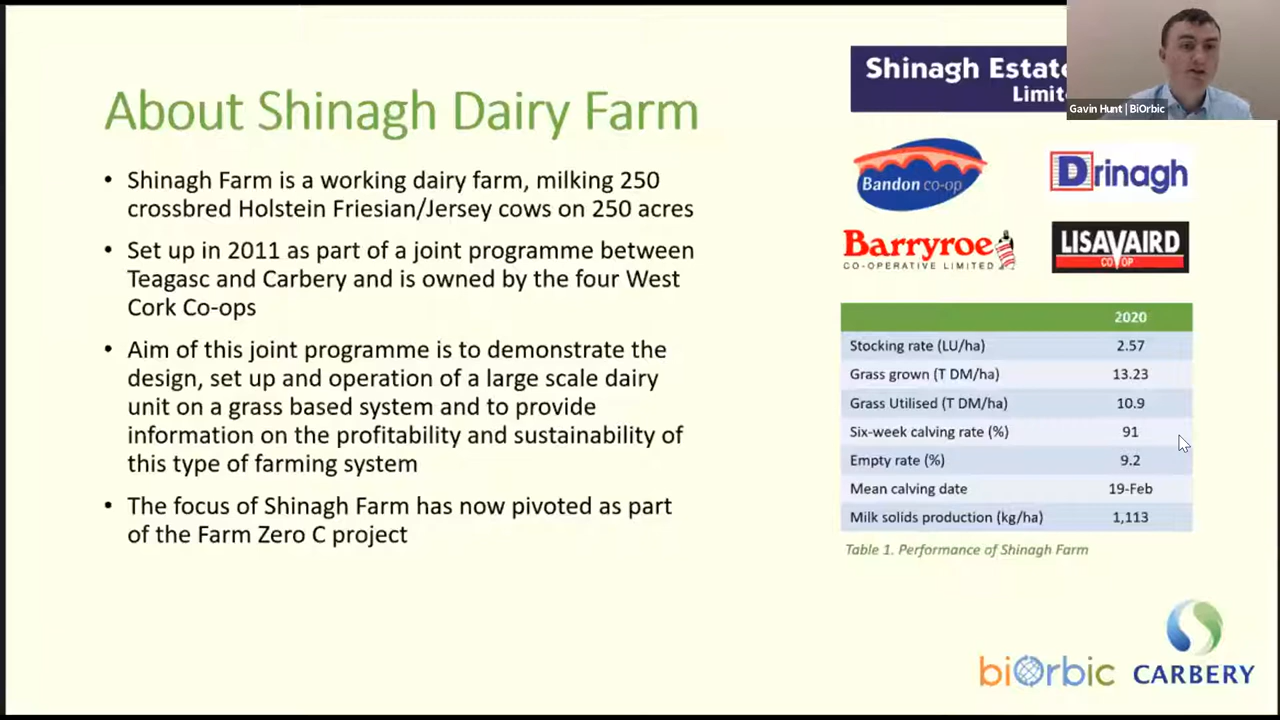 About Shinagh Dairy Farm
• Shinagh Farm is a working dairy farm, milking 250
crossbred Holstein Friesian/Jersey cows on 250 acres
• Set up in 2011 as part of a joint programme between
Teagasc and Carbery and is owned by the four West
Cork Co-ops
• Aim of this joint programme is to demonstrate the
design, set up and operation of a large scale dairy
unit on a grass based system and to provide
information on the profitability and sustainability of
this type of farming system
• The focus of Shinagh Farm has now pivoted as part
of the Farm Zero C project
Shinagh Estate
Limite
Gavin Hunt | BiOrbic
Bandon co-op
Drinagh
Barryroe
CO-OPERATIVE LIMITED
LISAVAIRD
CO OP
2020
Stocking rate (LU/ha) 2.57
Grass grown (T DM/ha) 13.23
Grass Utilised (T DM/ha) 10.9
Six-week calving rate (%) 91
Empty rate (%) 9.2
Mean calving date 19-Feb
Milk solids production (kg/ha) 1,113
Table 1. Performance of Shinagh Farm
biOrbic
CARBERY